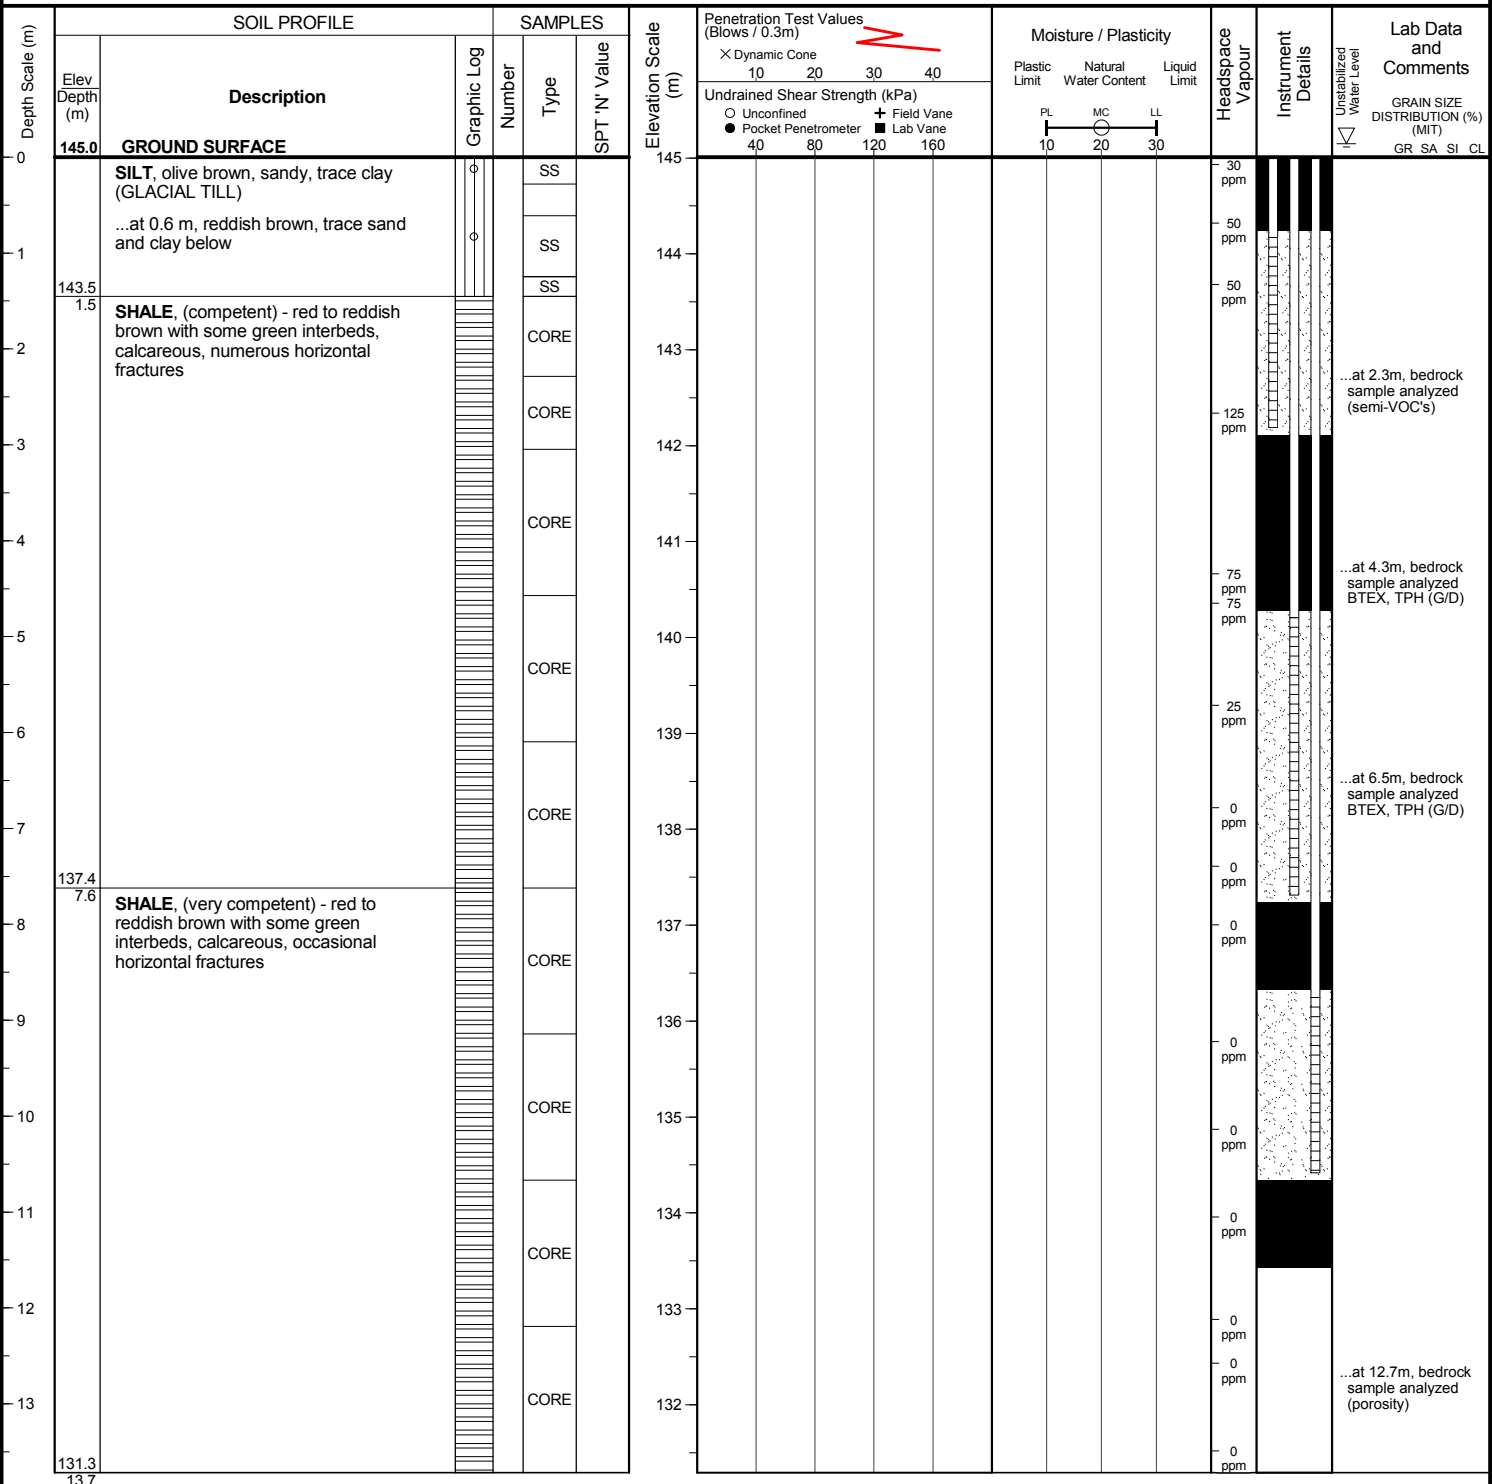 SOIL PROFILE
SAMPLES
Depth Scale (m)
Elev
Depth
(m)
Description
Graphic Log
Number
Type
SPT 'N' Value
Elevation Scale
(m)
Penetration Test Values
(Blows / 0.3m)
Dynamic Cone
10 20 30 40
Undrained Shear Strength (kPa)
Unconfined
Field Vane
Pocket Penetrometer
Lab Vane
40 80 120 160
Moisture / Plasticity
Plastic
Limit
Natural
Water Content
Liquid
Limit
PL MC LL
10 20 30
Headspace
Vapour
Instrument
Details
Unstabilized
Water Level
Lab Data
and
Comments
GRAIN SIZE
DISTRIBUTION (%)
(MIT)
GR SA SI CL
145.0 GROUND SURFACE
SILT, olive brown, sandy, trace clay
(GLACIAL TILL)
...at 0.6 m, reddish brown, trace sand
and clay below
143.5
1.5
SHALE, (competent) - red to reddish
brown with some green interbeds,
calcareous, numerous horizontal
fractures
137.4
7.6
SHALE, (very competent) - red to
reddish brown with some green
interbeds, calcareous, occasional
horizontal fractures
131.3
13.7
0
1
2
3
4
5
6
7
8
9
10
11
12
13
SS
SS
SS
CORE
CORE
CORE
CORE
CORE
CORE
CORE
CORE
CORE
145
144
143
142
141
140
139
138
137
136
135
134
133
132
30
ppm
50
ppm
50
ppm
125
ppm
75
ppm
75
ppm
25
ppm
0
ppm
0
ppm
0
ppm
0
ppm
0
ppm
0
ppm
0
ppm
0
ppm
0
ppm
...at 2.3m, bedrock
sample analyzed
(semi-VOC's)
...at 4.3m, bedrock
sample analyzed
BTEX, TPH (G/D)
...at 6.5m, bedrock
sample analyzed
BTEX, TPH (G/D)
...at 12.7m, bedrock
sample analyzed
(porosity)